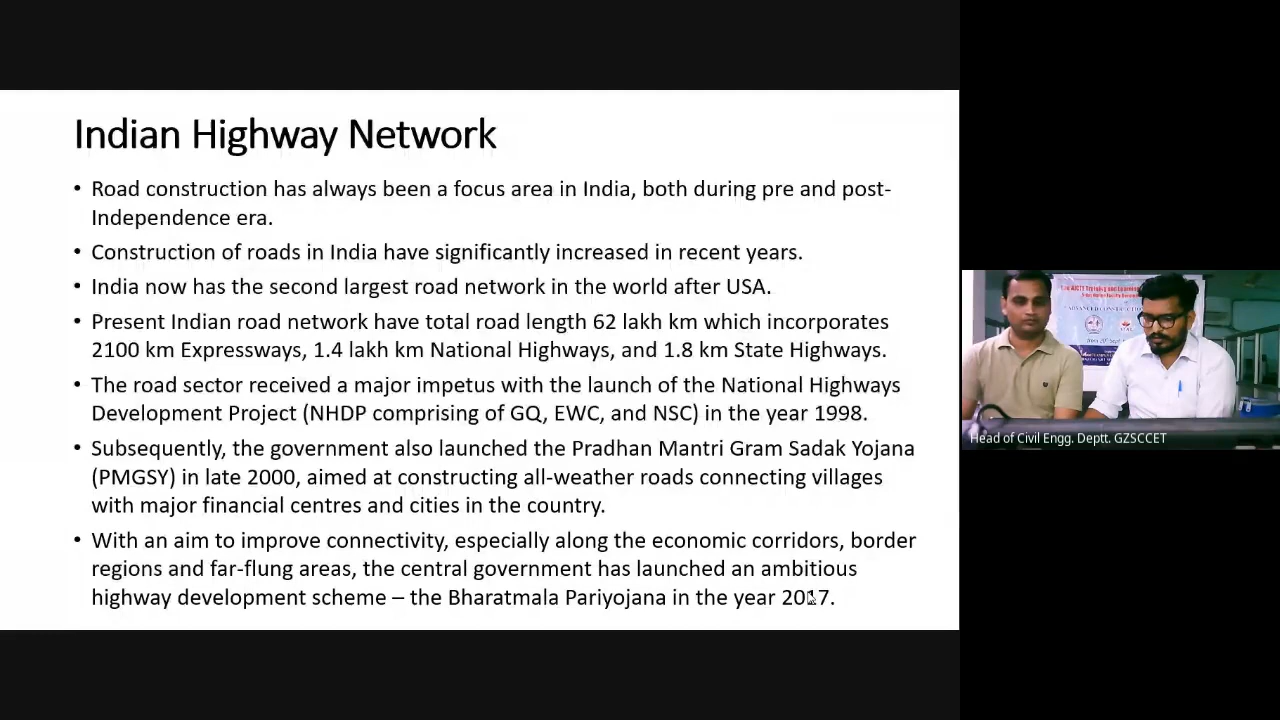 Indian Highway Network
• Road construction has always been a focus area in India, both during pre and post-
Independence era.
• Construction of roads in India have significantly increased in recent years.
• India now has the second largest road network in the world after USA.
• Present Indian road network have total road length 62 lakh km which incorporates
2100 km Expressways, 1.4 lakh km National Highways, and 1.8 km State Highways.
• The road sector received a major impetus with the launch of the National Highways
Development Project (NHDP comprising of GQ, EWC, and NSC) in the year 1998.
• Subsequently, the government also launched the Pradhan Mantri Gram Sadak Yojana
(PMGSY) in late 2000, aimed at constructing all-weather roads connecting villages
with major financial centres and cities in the country.
• With an aim to improve connectivity, especially along the economic corridors, border
regions and far-flung areas, the central government has launched an ambitious
highway development scheme – the Bharatmala Pariyojana in the year 2017.
AICTE Training and Learning
ADVANCED
Head of Civil Engg. Deptt. GZSCCET